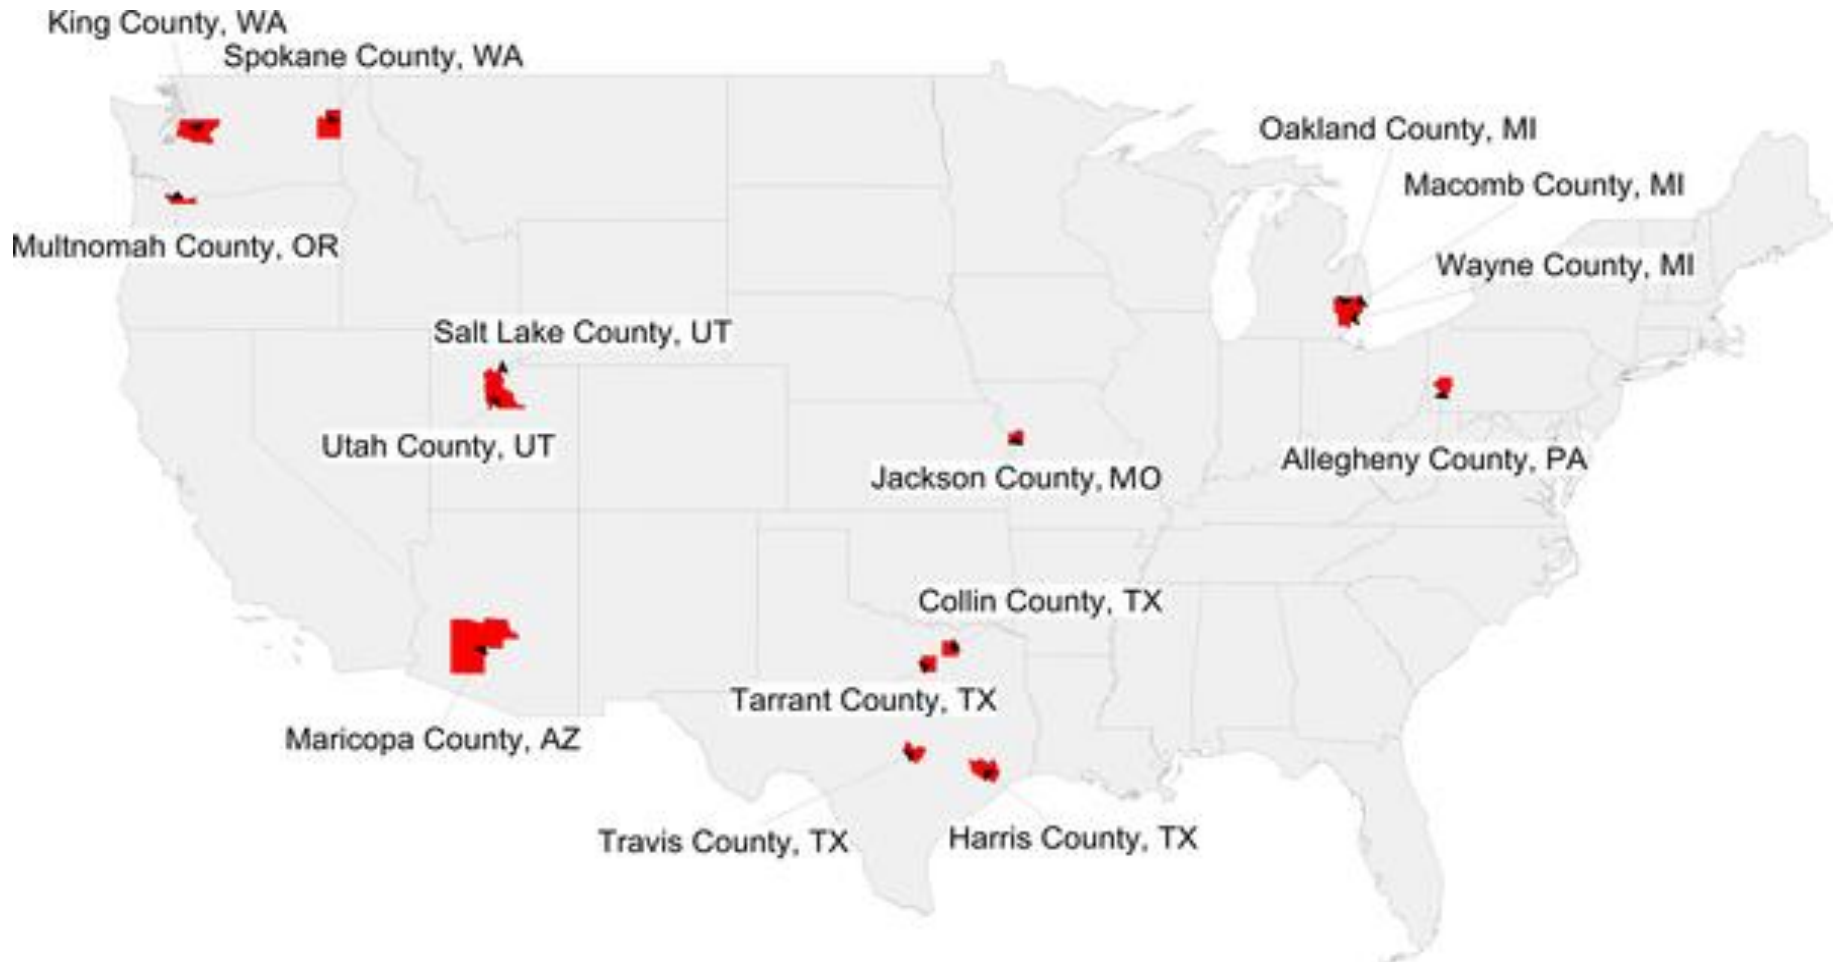 King County, WA
Spokane County, WA
Oakland County, MI
Macomb County, MI
Multnomah County, OR
Wayne County, MI
Salt Lake County, UT
Utah County, UT
Allegheny County, PA
Jackson County, MO
Collin County, TX
Tarrant County, TX
Maricopa County, AZ
Travis County, TX
Harris County, TX